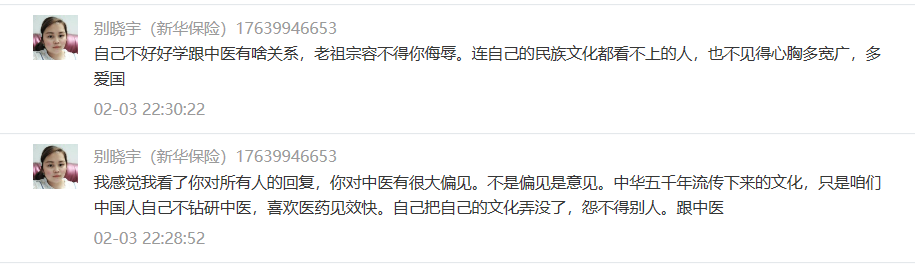 别晓宇（新华保险）17639946653
自己不好好学跟中医有啥关系，老祖宗容不得你侮辱。连自己的民族文化都看不上的人，也不见得心胸多宽广，多
爱国
02-03 22:30:22
别晓宇（新华保险）17639946653
我感觉我看了你对所有人的回复，你对中医有很大偏见。不是偏见是意见。中华五千年流传下来的文化，只是咱们
中国人自己不钻研中医，喜欢医药见效快。自己把自己的文化弄没了，怨不得别人。跟中医
02-03 22:28:52